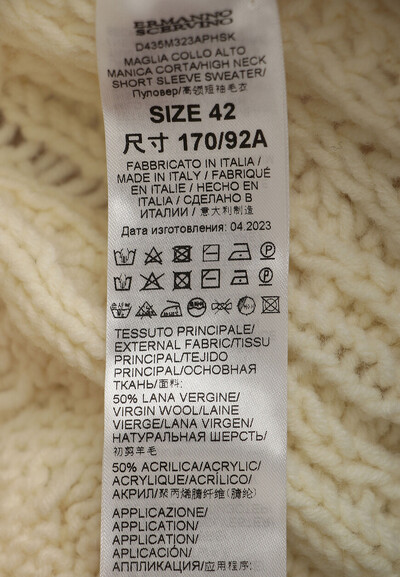 ERMANNO
SCERVINO
D435M323APHSK
MAGLIA COLLO ALTO
MANICA CORTA/HIGH NECK
SHORT SLEEVE SWEATER/
Пуловер/高领短袖毛衣
SIZE 42
尺寸 170/92A
FABBRICATO IN ITALIA /
MADE IN ITALY / FABRIQUÉ
EN ITALIE / HECHO EN
ITALIA / СДЕЛАНО В
ИТАЛИИ / 意大利制造
Дата изготовления: 04.2023
TESSUTO PRINCIPALE/
EXTERNAL FABRIC/TISSU
PRINCIPAL/TEJIDO
PRINCIPAL/ОСНОВНАЯ
ТКАНЬ/面料:
50% LANA VERGINE/
VIRGIN WOOL/LAINE
VIERGE/LANA VIRGEN/
НАТУРАЛЬНАЯ ШЕРСТЬ/
初剪羊毛
50% ACRILICA/ACRYLIC/
ACRYLIQUE/ACRÍLICO/
АКРИЛ/聚丙烯腈纤维(腈纶)
APPLICAZIONE/
APPLICATION/
APPLICATION/
APLICACIÓN/
АППЛИКАЦИЯ/应用程序: